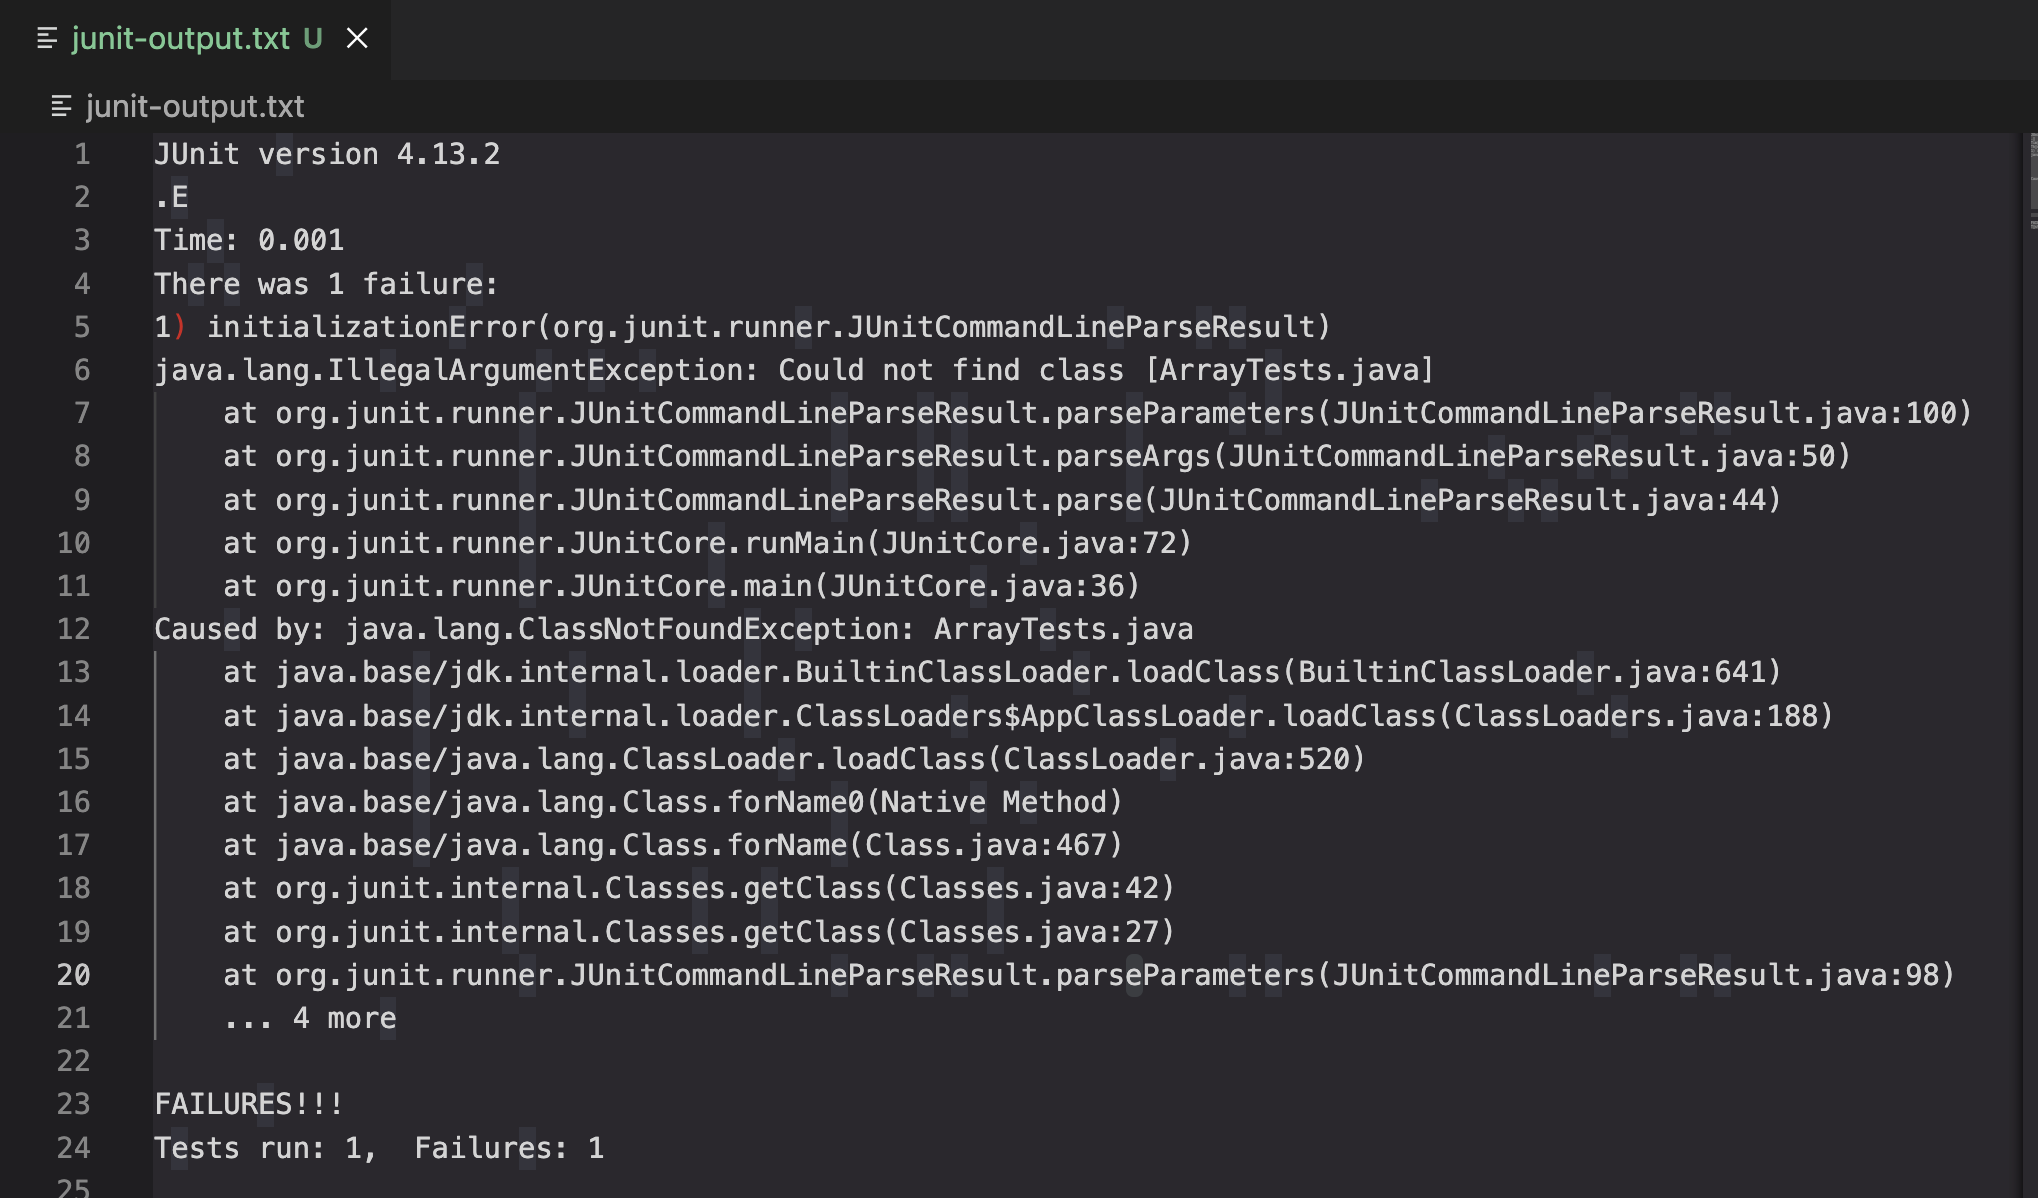 junit-output.txt U
junit-output.txt
1 JUnit version 4.13.2
2 .E
3 Time: 0.001
4 There was 1 failure:
5 1) initializationError(org.junit.runner.JUnitCommandLineParseResult)
6 java.lang.IllegalArgumentException: Could not find class [ArrayTests.java]
7 at org.junit.runner.JUnitCommandLineParseResult.parseParameters(JUnitCommandLineParseResult.java:100)
8 at org.junit.runner.JUnitCommandLineParseResult.parseArgs(JUnitCommandLineParseResult.java:50)
9 at org.junit.runner.JUnitCommandLineParseResult.parse(JUnitCommandLineParseResult.java:44)
10 at org.junit.runner.JUnitCore.runMain(JUnitCore.java:72)
11 at org.junit.runner.JUnitCore.main(JUnitCore.java:36)
12 Caused by: java.lang.ClassNotFoundException: ArrayTests.java
13 at java.base/jdk.internal.loader.BuiltinClassLoader.loadClass(BuiltinClassLoader.java:641)
14 at java.base/jdk.internal.loader.ClassLoaders$AppClassLoader.loadClass(ClassLoaders.java:188)
15 at java.base/java.lang.ClassLoader.loadClass(ClassLoader.java:520)
16 at java.base/java.lang.Class.forName0(Native Method)
17 at java.base/java.lang.Class.forName(Class.java:467)
18 at org.junit.internal.Classes.getClass(Classes.java:42)
19 at org.junit.internal.Classes.getClass(Classes.java:27)
20 at org.junit.runner.JUnitCommandLineParseResult.parseParameters(JUnitCommandLineParseResult.java:98)
21 ... 4 more
22
23 FAILURES!!!
24 Tests run: 1,  Failures: 1
25